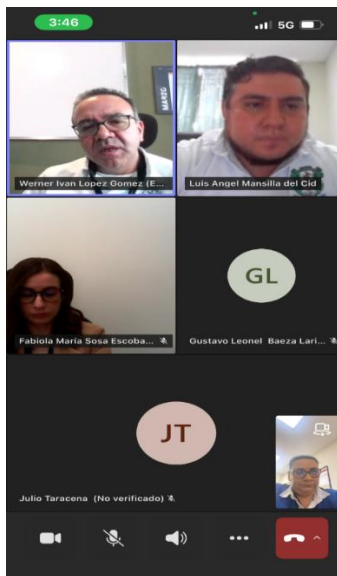 3:46
5G
MARIO
Werner Ivan Lopez Gomez (E...
Luis Angel Mansilla del Cid
GL
Fabiola María Sosa Escoba...
Gustavo Leonel Baeza Lari...
JT
Julio Taracena (No verificado)